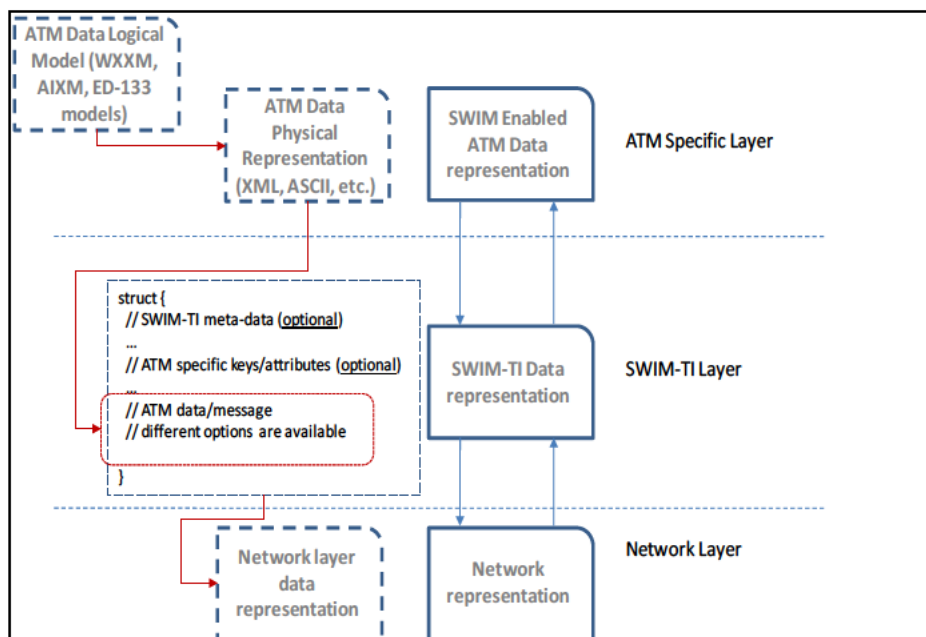 ATM Data Logical
Model (WXXM,
AIXM, ED-133
models)
ATM Data
Physical
Representation
(XML, ASCII, etc.)
SWIM Enabled
ATM Data
representation
ATM Specific Layer
struct {
// SWIM-TI meta-data (optional)
...
// ATM specific keys/attributes (optional)
...
// ATM data/message
// different options are available
}
SWIM-TI Data
representation
SWIM-TI Layer
Network layer
data
representation
Network
representation
Network Layer